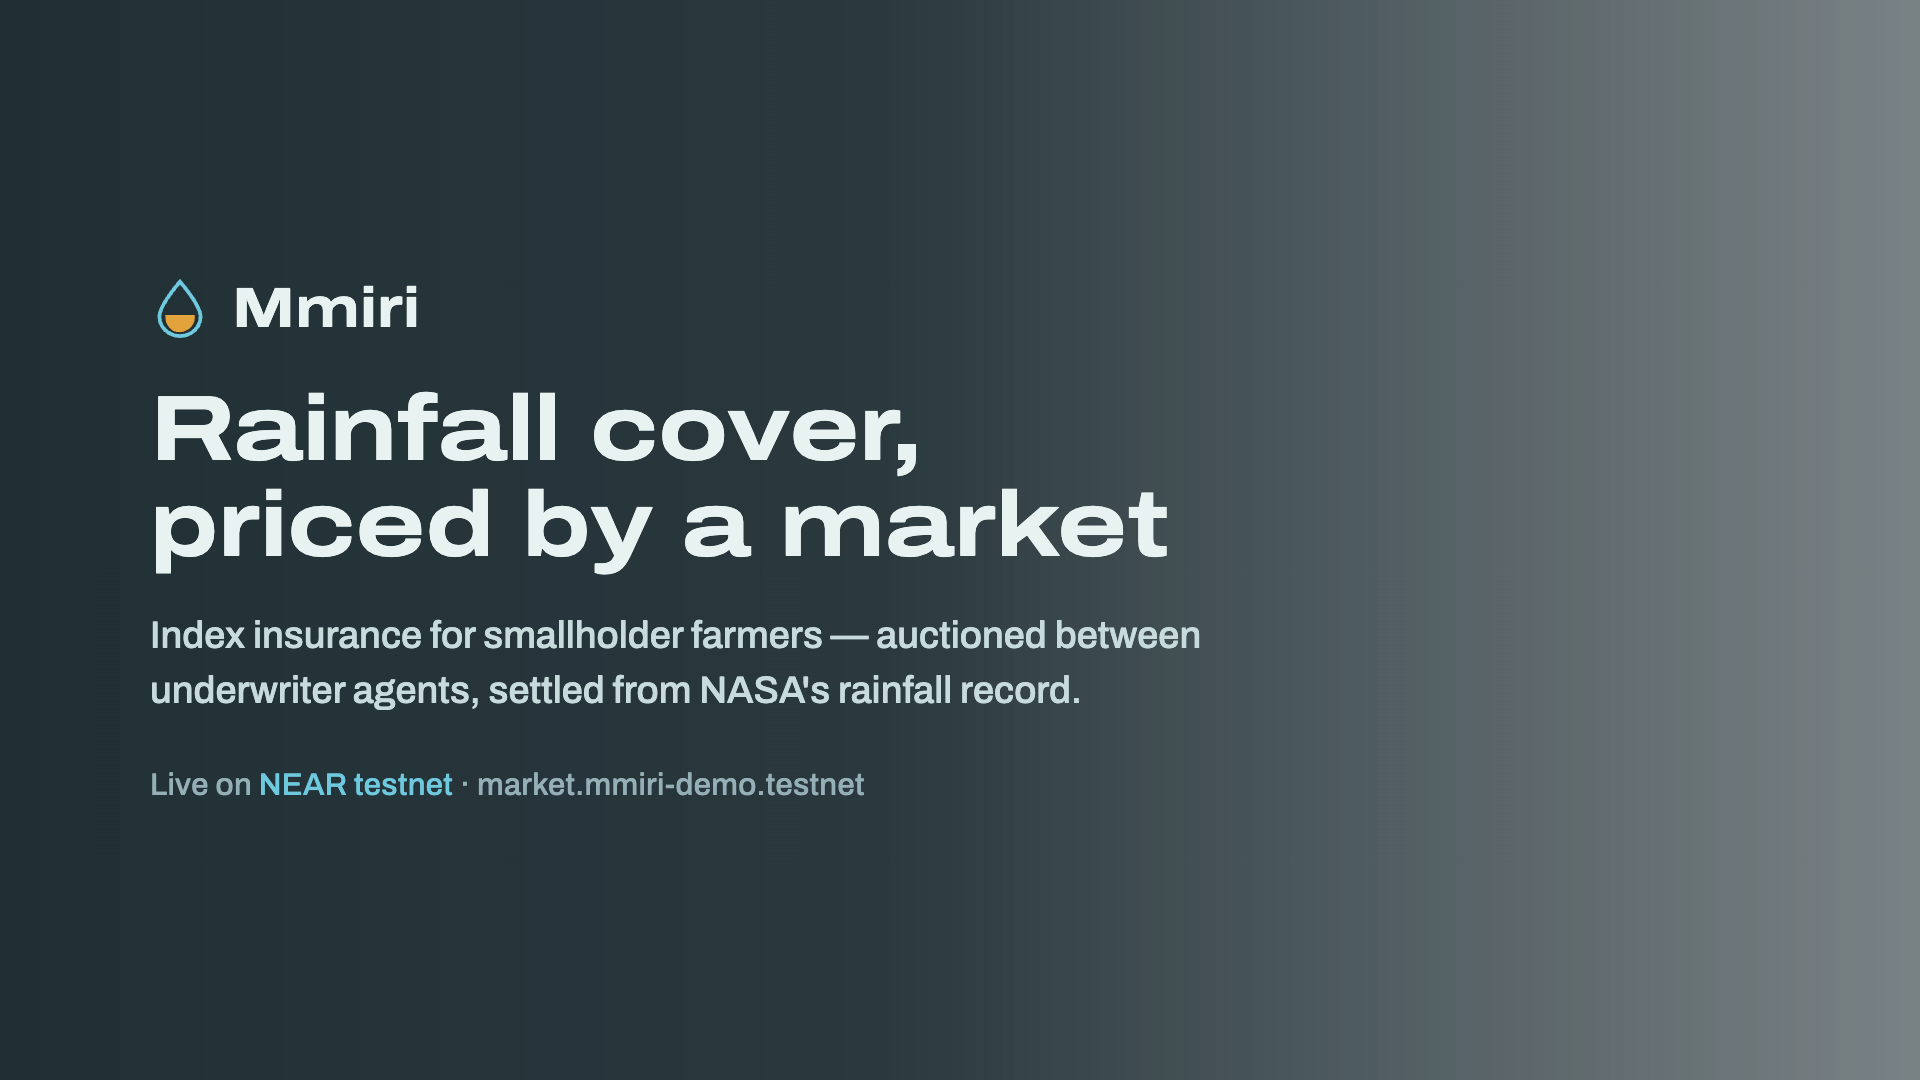 Mmiri
Rainfall cover,
priced by a market
Index insurance for smallholder farmers — auctioned between
underwriter agents, settled from NASA's rainfall record.
Live on NEAR testnet · market.mmiri-demo.testnet